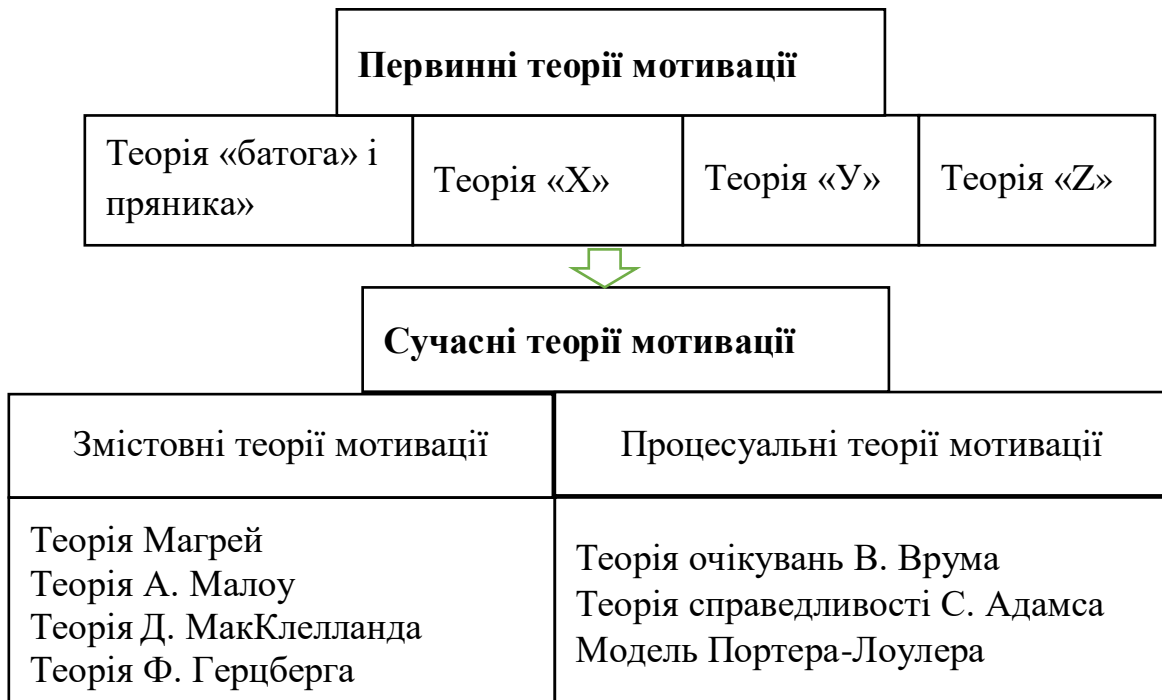 Первинні теорії мотивації
Теорія «батога» і
пряника»
Теорія «Х»
Теорія «У»
Теорія «Z»
Сучасні теорії мотивації
Змістовні теорії мотивації
Процесуальні теорії мотивації
Теорія Магрей
Теорія А. Малоу
Теорія Д. МакКлелланда
Теорія Ф. Герцберга
Теорія очікувань В. Врума
Теорія справедливості С. Адамса
Модель Портера-Лоулера